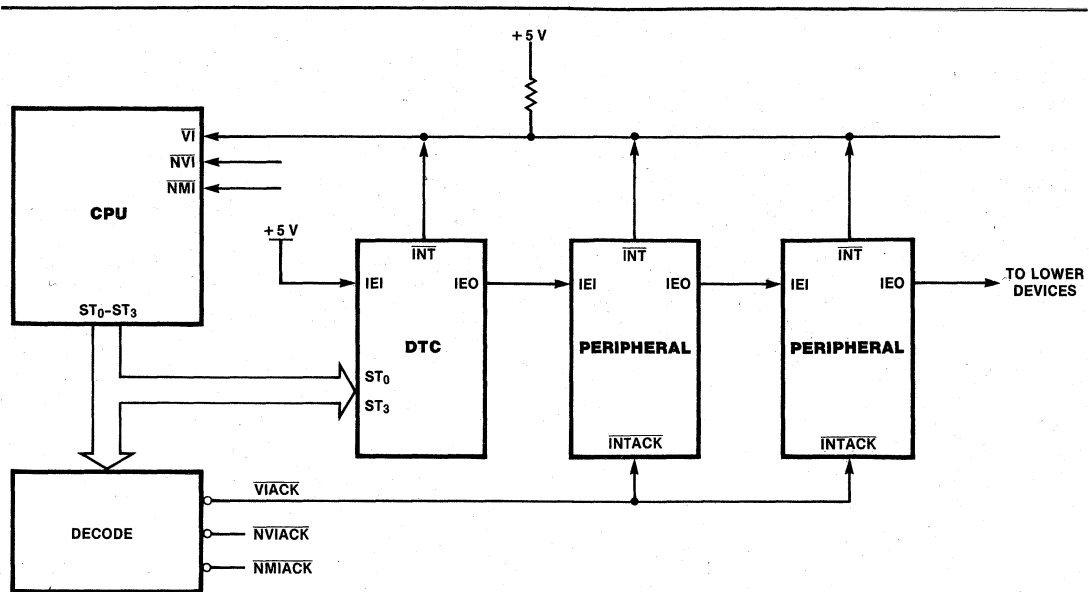 +5 V
VI
NVI
NMI
CPU
+5 V
INT
INT
INT
IEI
IEO
IEI
IEO
IEI
IEO
TO LOWER
DEVICES
ST0-ST3
DTC
PERIPHERAL
PERIPHERAL
ST0
ST3
INTACK
INTACK
VIACK
DECODE
NVIACK
NMIACK